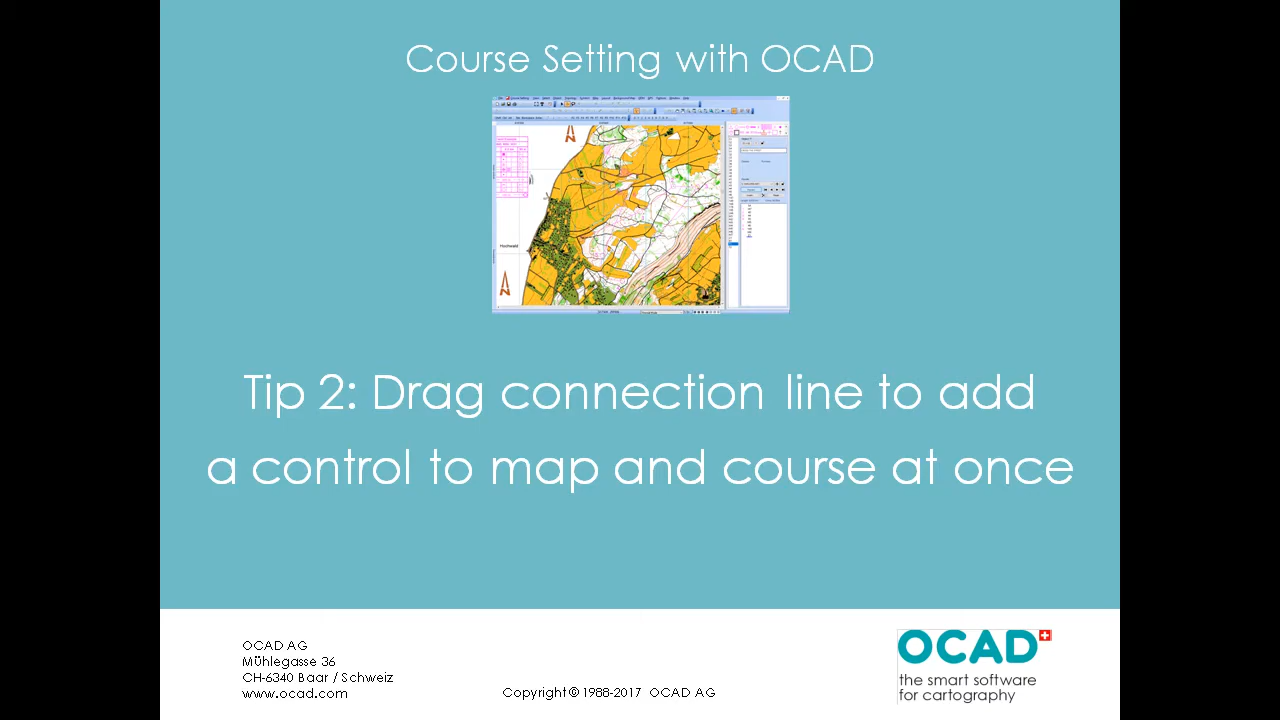 Course Setting with OCAD
Hochwald
Tip 2: Drag connection line to add
a control to map and course at once
OCAD AG
Mühlegasse 36
CH-6340 Baar / Schweiz
www.ocad.com
Copyright © 1988-2017 OCAD AG
OCAD
the smart software
for cartography